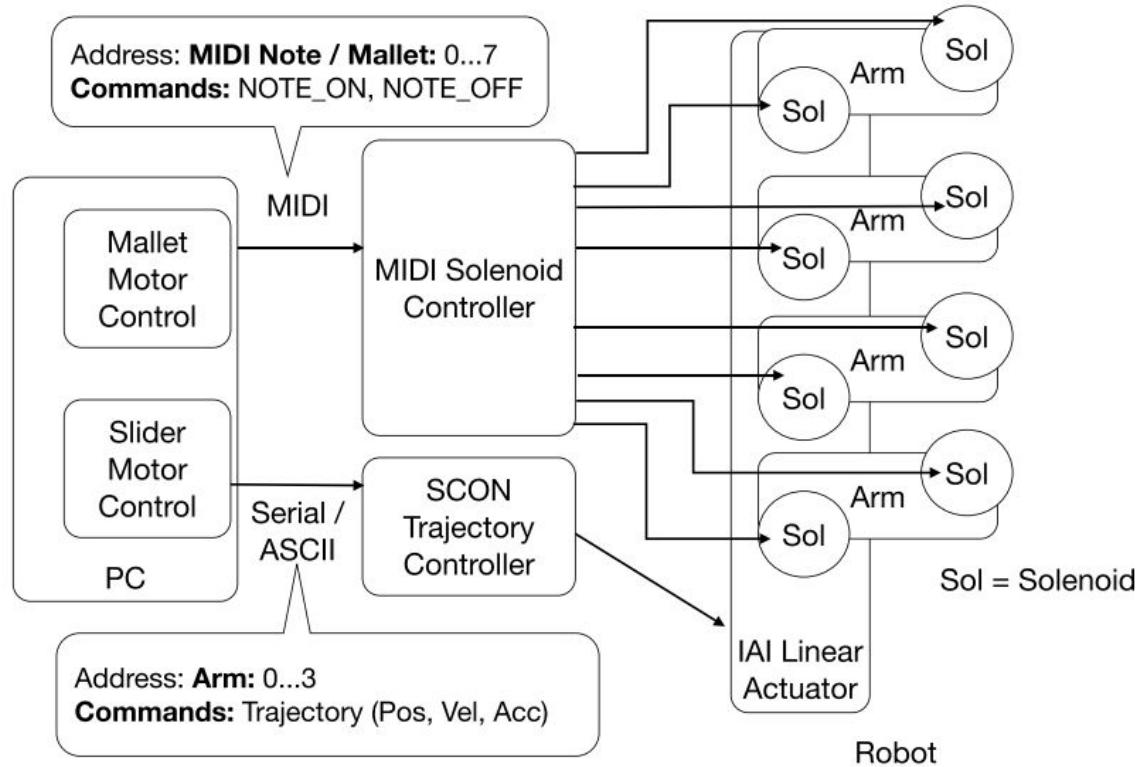 Address: MIDI Note / Mallet: 0...7
Commands: NOTE_ON, NOTE_OFF
MIDI
Mallet
Motor
Control
Slider
Motor
Control
PC
Serial /
ASCII
Address: Arm: 0...3
Commands: Trajectory (Pos, Vel, Acc)
MIDI Solenoid
Controller
SCON
Trajectory
Controller
Sol
Arm
Sol
Sol
Arm
Sol
Sol
Arm
Sol
Sol
Arm
Sol
Sol = Solenoid
IAI Linear
Actuator
Robot